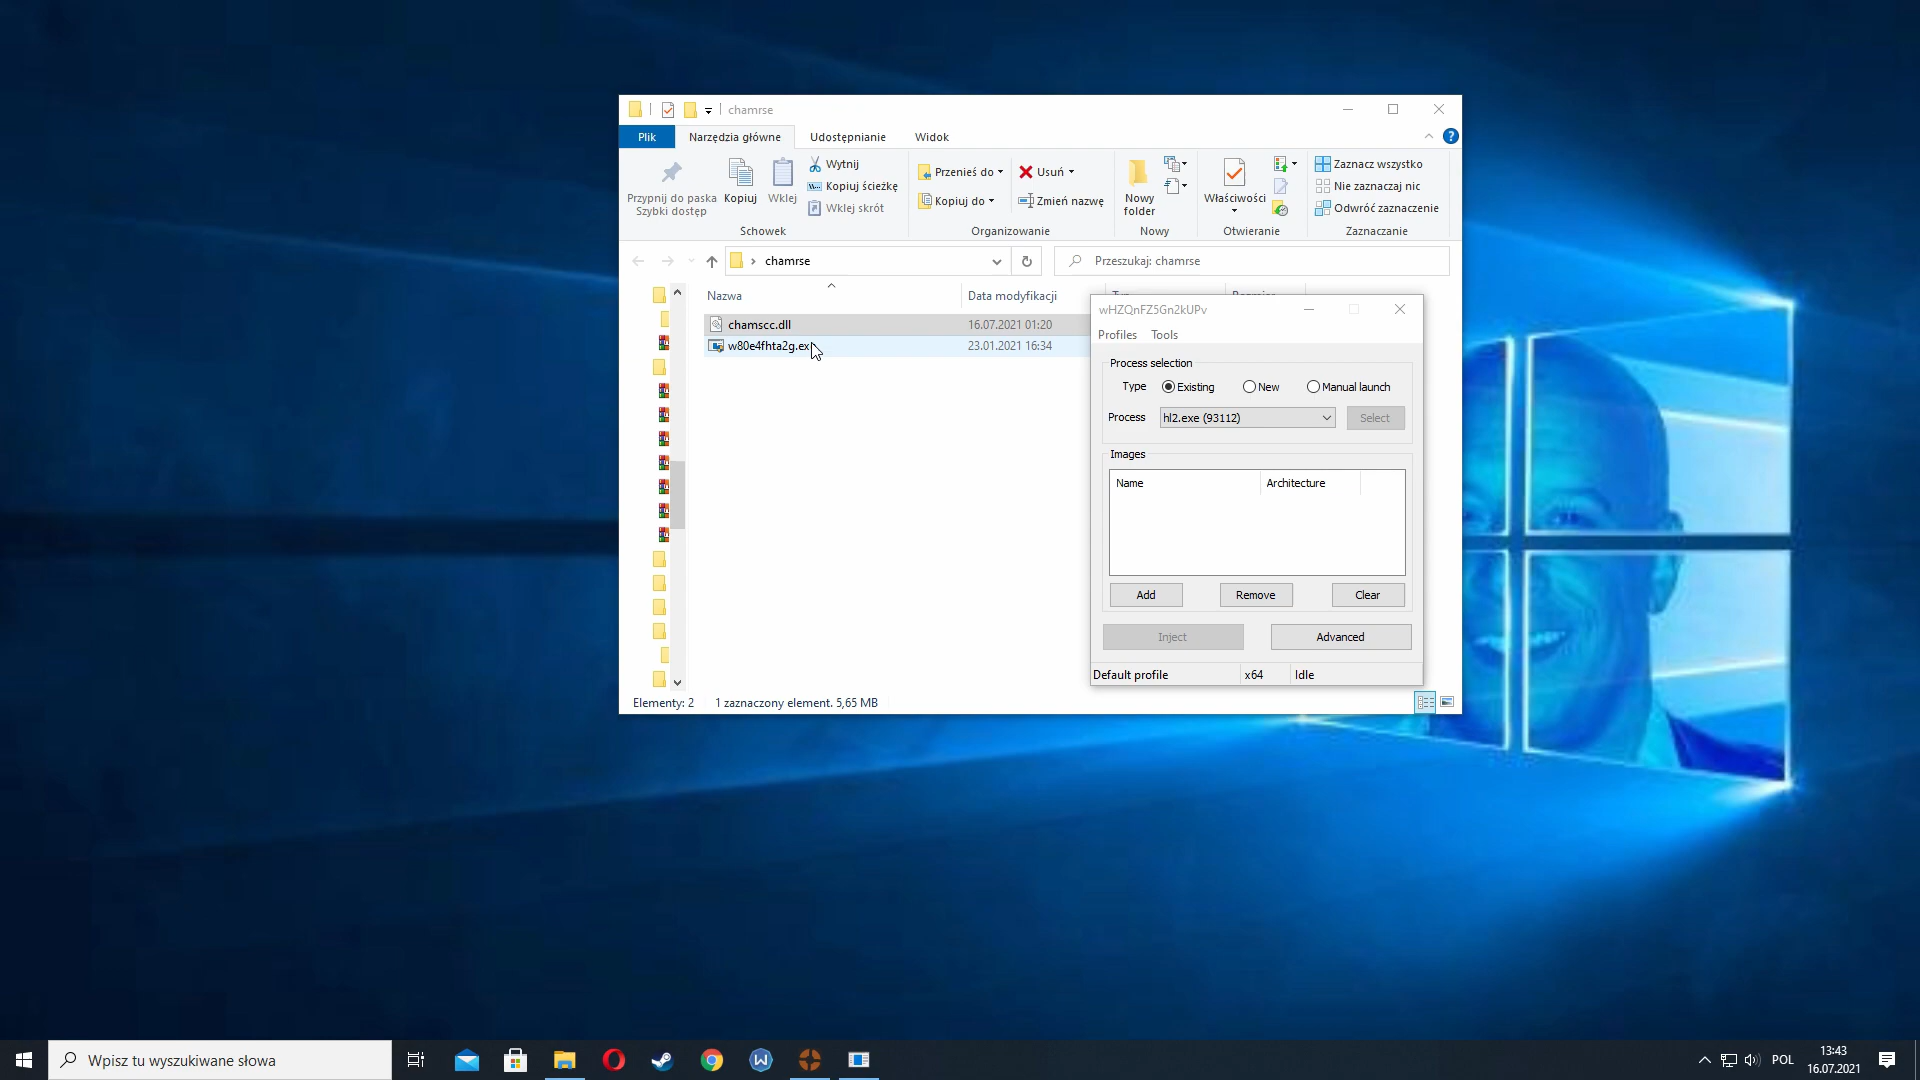 chamrse
Plik
Narzędzia główne
Udostępnianie
Widok
Przypnij do paska
Szybki dostęp
Kopiuj
Wklej
Wytnij
Kopiuj ścieżkę
Wklej skrót
Schowek
Przenieś do
Kopiuj do
Usuń
Zmień nazwę
Organizowanie
Nowy
folder
Nowy
Właściwości
Otwieranie
Zaznacz wszystko
Nie zaznaczaj nic
Odwróć zaznaczenie
Zaznaczanie
chamrse
Przeszukaj: chamrse
Nazwa
Data modyfikacji
chamscc.dll
16.07.2021 01:20
w80e4fhta2g.ex
23.01.2021 16:34
Elementy: 2
1 zaznaczony element. 5,65 MB
wHZQnFZ5Gn2kUPv
Profiles
Tools
Process selection
Type
Existing
New
Manual launch
Process
hl2.exe (93112)
Select
Images
Name
Architecture
Add
Remove
Clear
Inject
Advanced
Default profile
x64
Idle
Wpisz tu wyszukiwane słowa
POL
13:43
16.07.2021